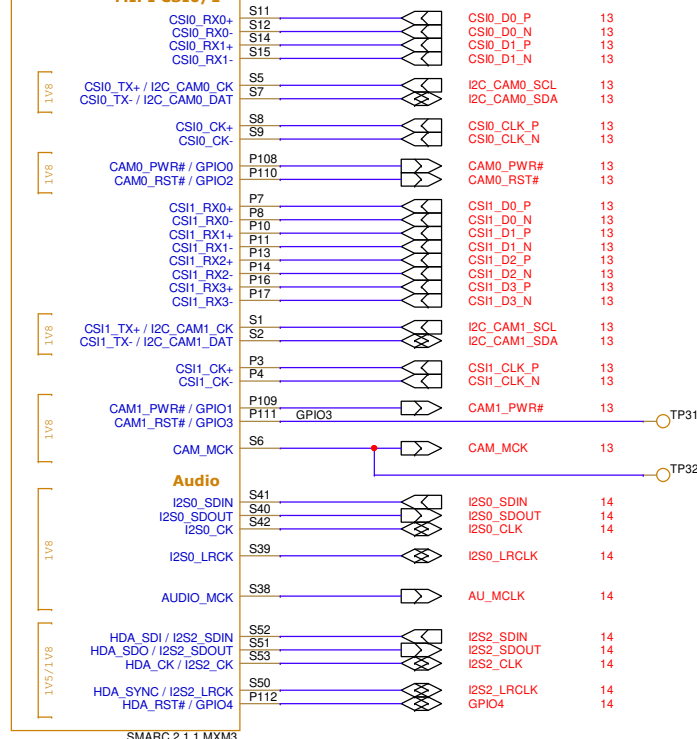 CSI0_RX0+ S11 CSI0_D0_P 13
CSI0_RX0- S12 CSI0_D0_N 13
CSI0_RX1+ S14 CSI0_D1_P 13
CSI0_RX1- S15 CSI0_D1_N 13
1V8
CSI0_TX+ / I2C_CAM0_CK S5 I2C_CAM0_SCL 13
CSI0_TX- / I2C_CAM0_DAT S7 I2C_CAM0_SDA 13
CSI0_CK+ S8 CSI0_CLK_P 13
CSI0_CK- S9 CSI0_CLK_N 13
1V8
CAM0_PWR# / GPIO0 P108 CAM0_PWR# 13
CAM0_RST# / GPIO2 P110 CAM0_RST# 13
CSI1_RX0+ P7 CSI1_D0_P 13
CSI1_RX0- P8 CSI1_D0_N 13
CSI1_RX1+ P10 CSI1_D1_P 13
CSI1_RX1- P11 CSI1_D1_N 13
CSI1_RX2+ P13 CSI1_D2_P 13
CSI1_RX2- P14 CSI1_D2_N 13
CSI1_RX3+ P16 CSI1_D3_P 13
CSI1_RX3- P17 CSI1_D3_N 13
1V8
CSI1_TX+ / I2C_CAM1_CK S1 I2C_CAM1_SCL 13
CSI1_TX- / I2C_CAM1_DAT S2 I2C_CAM1_SDA 13
CSI1_CK+ P3 CSI1_CLK_P 13
CSI1_CK- P4 CSI1_CLK_N 13
1V8
CAM1_PWR# / GPIO1 P109 CAM1_PWR# 13
CAM1_RST# / GPIO3 P111 GPIO3 TP31
CAM_MCK S6 CAM_MCK 13
TP32
Audio
1V8
I2S0_SDIN S41 I2S0_SDIN 14
I2S0_SDOUT S40 I2S0_SDOUT 14
I2S0_CK S42 I2S0_CLK 14
I2S0_LRCK S39 I2S0_LRCLK 14
AUDIO_MCK S38 AU_MCLK 14
1V5/1V8
HDA_SDI / I2S2_SDIN S52 I2S2_SDIN 14
HDA_SDO / I2S2_SDOUT S51 I2S2_SDOUT 14
HDA_CK / I2S2_CK S53 I2S2_CLK 14
HDA_SYNC / I2S2_LRCK S50 I2S2_LRCLK 14
HDA_RST# / GPIO4 P112 GPIO4 14
SMARC 2.1.1 MXM3